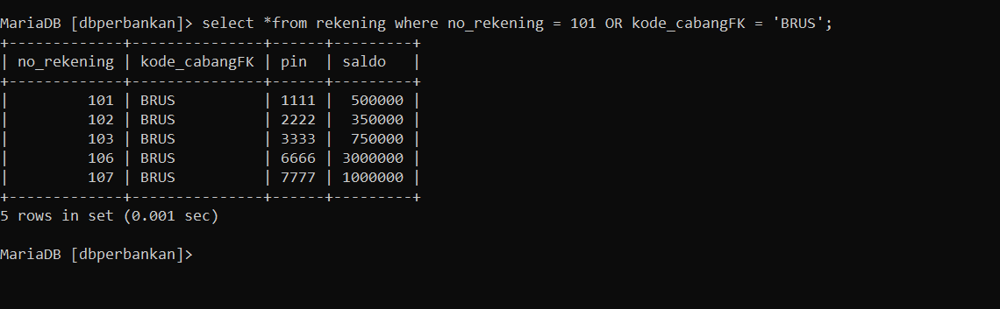 MariaDB [dbperbankan]> select *from rekening where no_rekening = 101 OR kode_cabangFK = 'BRUS';
+-------------+---------------+------+---------+
| no_rekening | kode_cabangFK | pin  | saldo   |
+-------------+---------------+------+---------+
|         101 | BRUS          | 1111 |  500000 |
|         102 | BRUS          | 2222 |  350000 |
|         103 | BRUS          | 3333 |  750000 |
|         106 | BRUS          | 6666 | 3000000 |
|         107 | BRUS          | 7777 | 1000000 |
+-------------+---------------+------+---------+
5 rows in set (0.001 sec)
MariaDB [dbperbankan]>